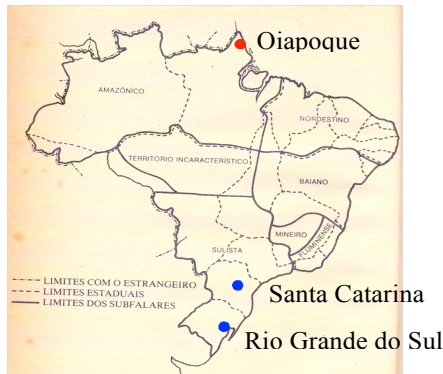 Oiapoque
AMAZÔNICO
NORDESTINO
TERRITÓRIO INCARACTERÍSTICO
BAIANO
MINEIRO
FLUMINENSE
SULISTA
LIMITES COM O ESTRANGEIRO
LIMITES ESTADUAIS
LIMITES DOS SUBFALARES
Santa Catarina
Rio Grande do Sul